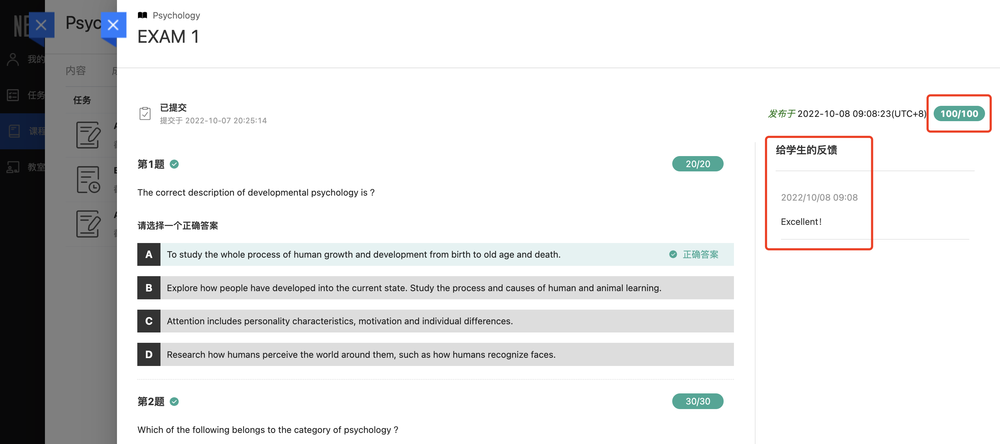 Psychology
EXAM 1
Psyc
我的
任务
课程
教室
内容
任务
已提交
提交于 2022-10-07 20:25:14
发布于 2022-10-08 09:08:23(UTC+8)
100/100
第1题
20/20
The correct description of developmental psychology is ?
请选择一个正确答案
A To study the whole process of human growth and development from birth to old age and death.
正确答案
B Explore how people have developed into the current state. Study the process and causes of human and animal learning.
C Attention includes personality characteristics, motivation and individual differences.
D Research how humans perceive the world around them, such as how humans recognize faces.
第2题
30/30
Which of the following belongs to the category of psychology ?
给学生的反馈
2022/10/08 09:08
Excellent!